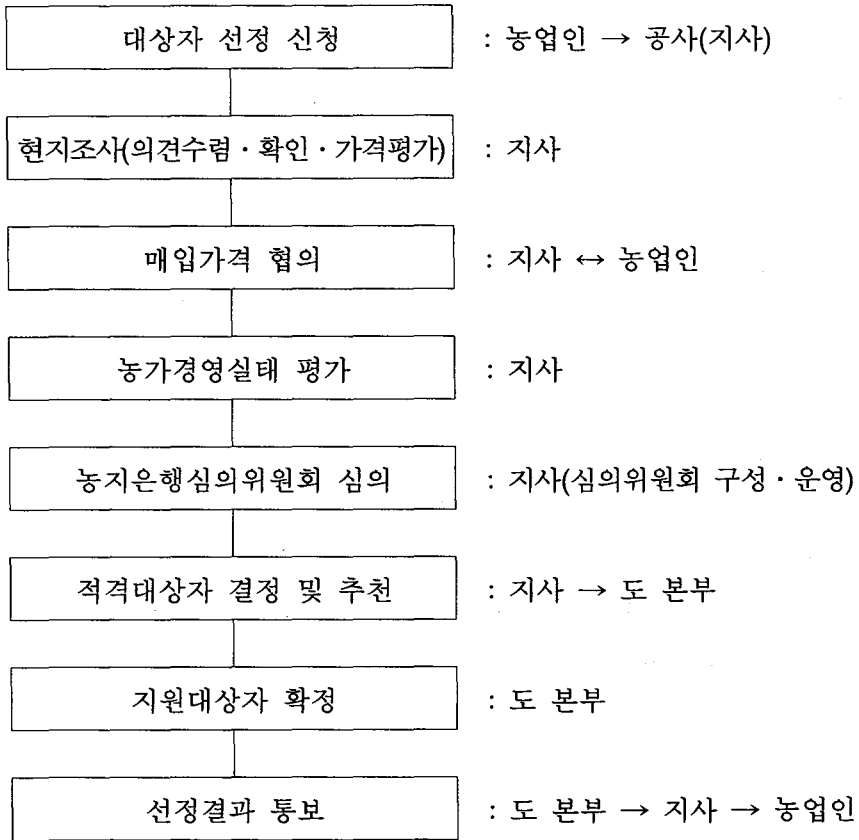 대상자 선정 신청 : 농업인 → 공사(지사)
현지조사(의견수렴·확인·가격평가) : 지사
매입가격 협의 : 지사 ↔ 농업인
농가경영실태 평가 : 지사
농지은행심의위원회 심의 : 지사(심의위원회 구성·운영)
적격대상자 결정 및 추천 : 지사 → 도 본부
지원대상자 확정 : 도 본부
선정결과 통보 : 도 본부 → 지사 → 농업인